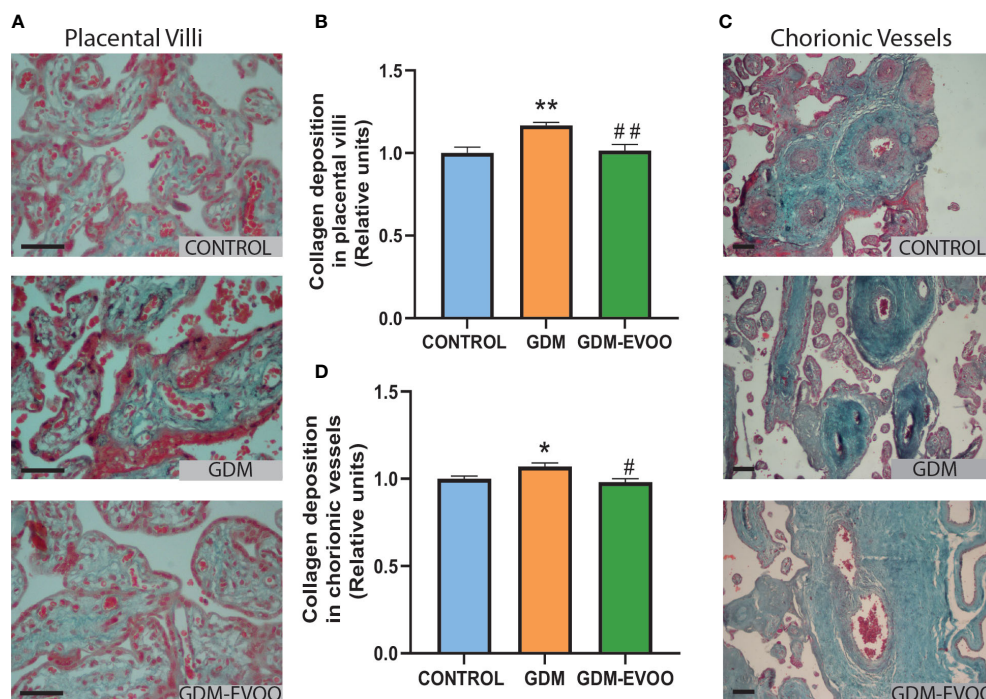 A
Placental Villi
CONTROL
GDM
GDM-EVOO
B
Collagen deposition
in placental villi
(Relative units)
1.5
1.0
0.5
0.0
**
##
CONTROL GDM GDM-EVOO
D
Collagen deposition
in chorionic vessels
(Relative units)
1.5
1.0
0.5
0.0
*
#
CONTROL GDM GDM-EVOO
C
Chorionic Vessels
CONTROL
GDM
GDM-EVOO